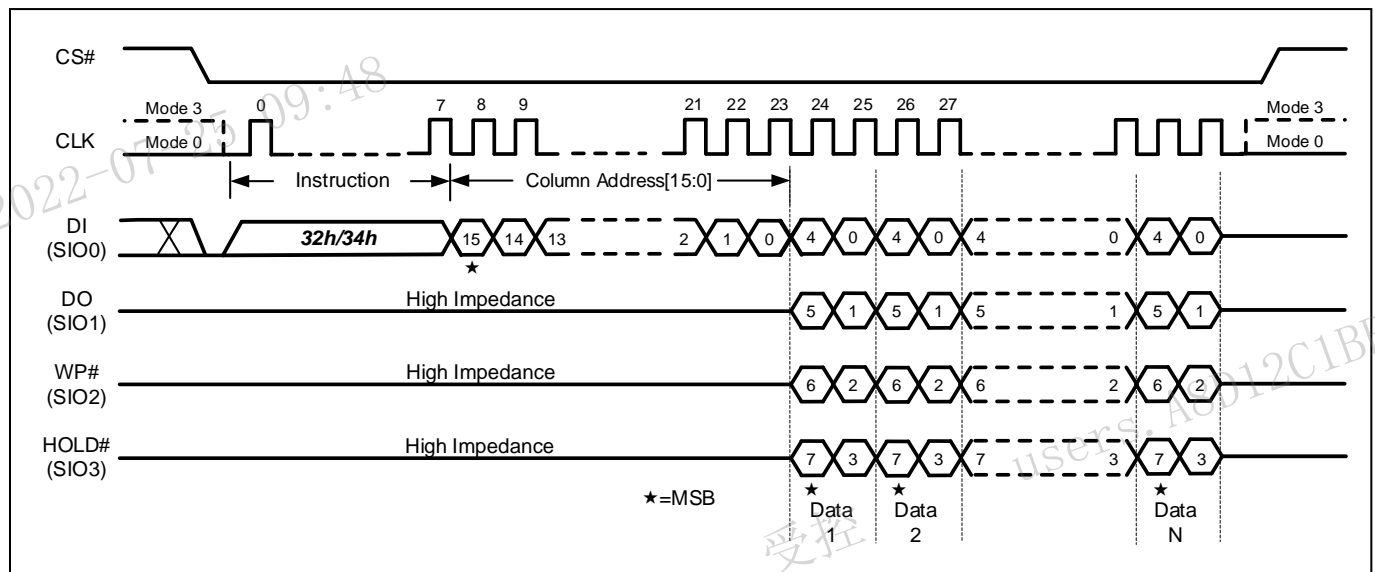 CS#
Mode 3 0 7 8 9 21 22 23 24 25 26 27 Mode 3
CLK Mode 0 Mode 0
Instruction Column Address[15:0]
DI
(SIO0)
32h/34h 15 14 13 2 1 0 4 0 4 0 4 0 4 0
★
DO
(SIO1)
High Impedance 5 1 5 1 5 1 5 1
WP#
(SIO2)
High Impedance 6 2 6 2 6 2 6 2
HOLD#
(SIO3)
High Impedance 7 3 7 3 7 3 7 3
★=MSB ★ ★ ★
Data Data Data
1 2 N
2022-07-25 09:48
users.A8D12C1B
受控